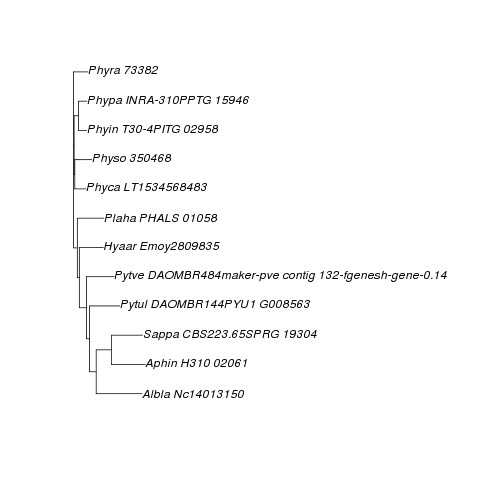 Phyra 73382
Phypa INRA-310PPTG 15946
Phyin T30-4PITG 02958
Physo 350468
Phyca LT1534568483
Plaha PHALS 01058
Hyaar Emoy2809835
Pytve DAOMBR484maker-pve contig 132-fgenesh-gene-0.14
Pytul DAOMBR144PYU1 G008563
Sappa CBS223.65SPRG 19304
Aphin H310 02061
Albla Nc14013150